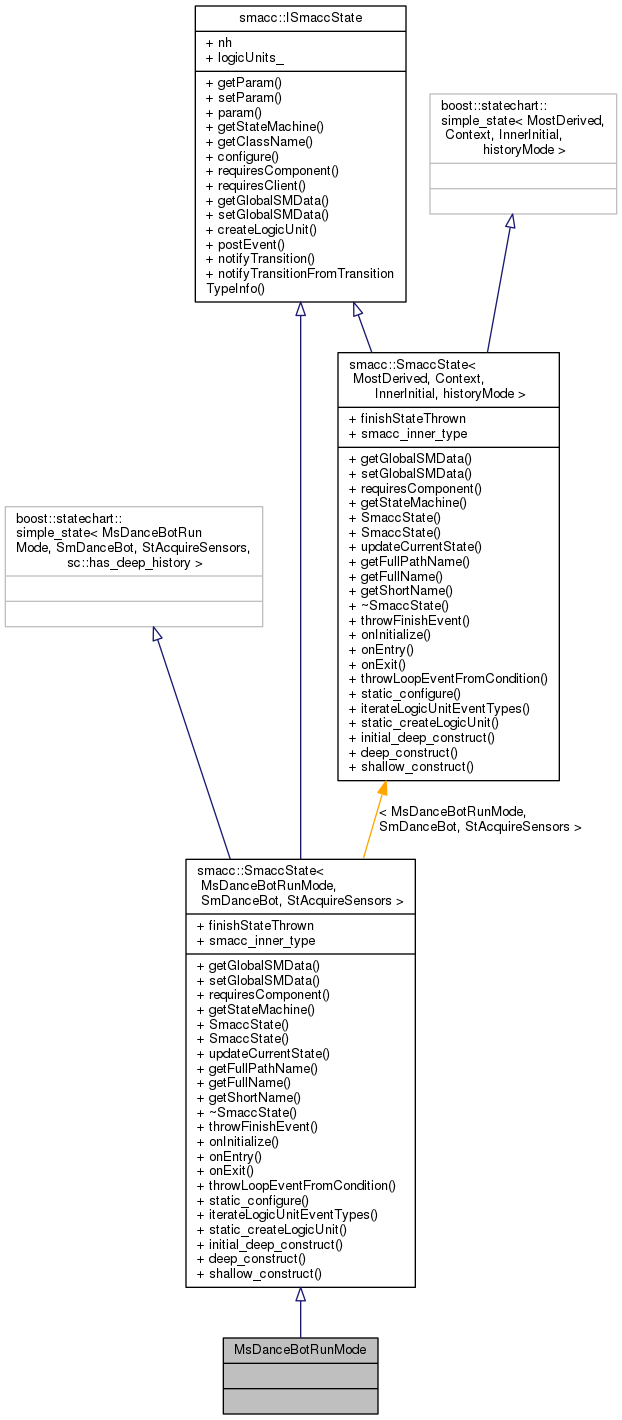 smacc::ISmaccState
+ nh
+ logicUnits_
+ getParam()
+ setParam()
+ param()
+ getStateMachine()
+ getClassName()
+ configure()
+ requiresComponent()
+ requiresClient()
+ getGlobalSMData()
+ setGlobalSMData()
+ createLogicUnit()
+ postEvent()
+ notifyTransition()
+ notifyTransitionFromTransition
TypeInfo()
boost::statechart::
simple_state< MostDerived,
Context, InnerInitial,
historyMode >
smacc::SmaccState<
MostDerived, Context,
InnerInitial, historyMode >
+ finishStateThrown
+ smacc_inner_type
+ getGlobalSMData()
+ setGlobalSMData()
+ requiresComponent()
+ getStateMachine()
+ SmaccState()
+ SmaccState()
+ updateCurrentState()
+ getFullPathName()
+ getFullName()
+ getShortName()
+ ~SmaccState()
+ throwFinishEvent()
+ onInitialize()
+ onEntry()
+ onExit()
+ throwLoopEventFromCondition()
+ static_configure()
+ iterateLogicUnitEventTypes()
+ static_createLogicUnit()
+ initial_deep_construct()
+ deep_construct()
+ shallow_construct()
boost::statechart::
simple_state< MsDanceBotRun
Mode, SmDanceBot, StAcquireSensors,
sc::has_deep_history >
< MsDanceBotRunMode,
SmDanceBot, StAcquireSensors >
smacc::SmaccState<
MsDanceBotRunMode,
SmDanceBot, StAcquireSensors >
+ finishStateThrown
+ smacc_inner_type
+ getGlobalSMData()
+ setGlobalSMData()
+ requiresComponent()
+ getStateMachine()
+ SmaccState()
+ SmaccState()
+ updateCurrentState()
+ getFullPathName()
+ getFullName()
+ getShortName()
+ ~SmaccState()
+ throwFinishEvent()
+ onInitialize()
+ onEntry()
+ onExit()
+ throwLoopEventFromCondition()
+ static_configure()
+ iterateLogicUnitEventTypes()
+ static_createLogicUnit()
+ initial_deep_construct()
+ deep_construct()
+ shallow_construct()
MsDanceBotRunMode